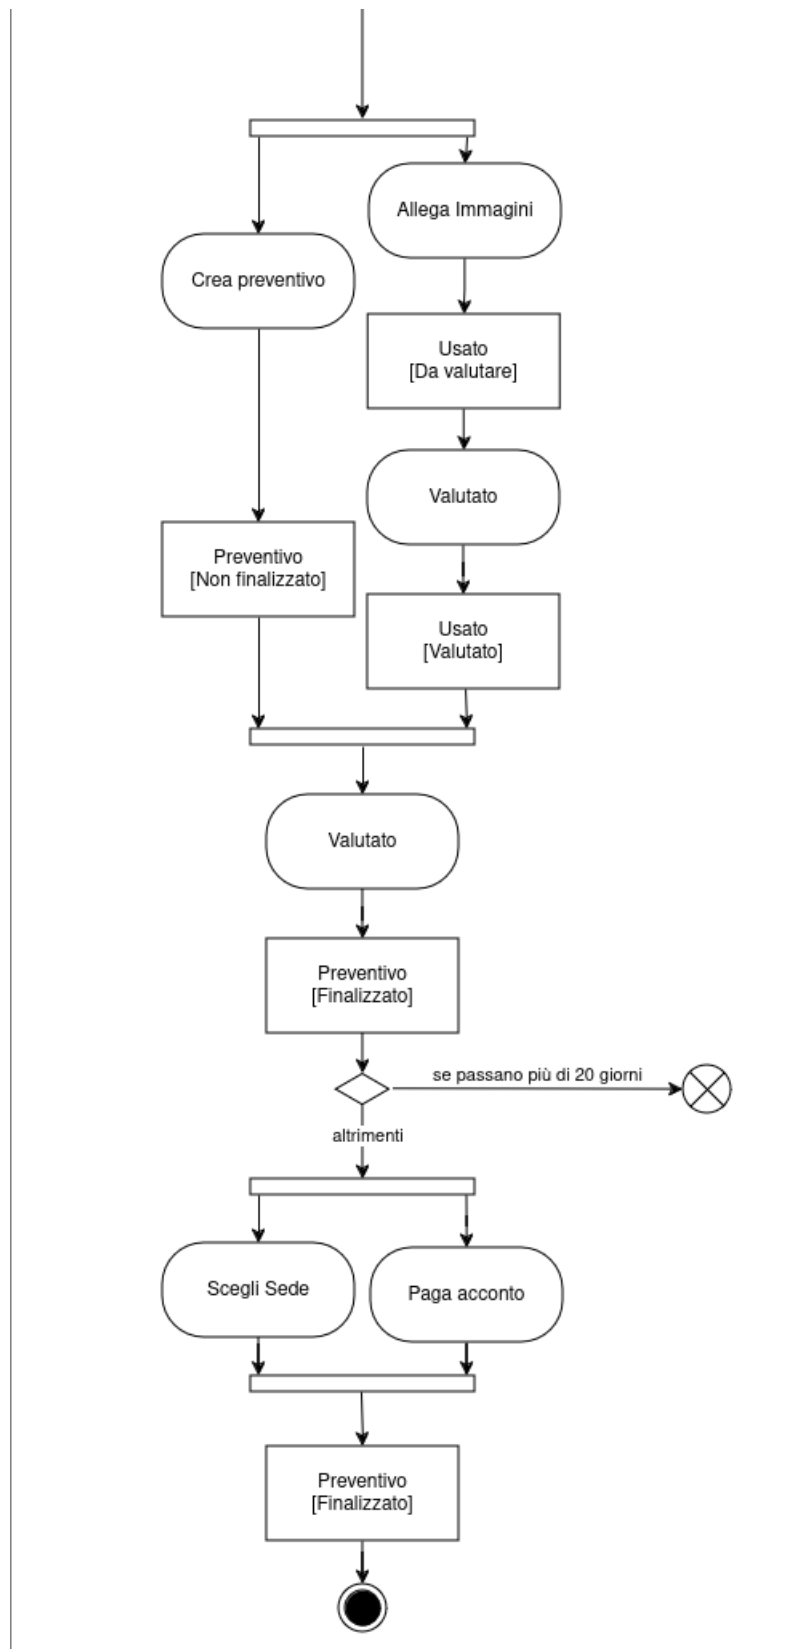 Allega Immagini
Crea preventivo
Usato
[Da valutare]
Valutato
Preventivo
[Non finalizzato]
Usato
[Valutato]
Valutato
Preventivo
[Finalizzato]
se passano più di 20 giorni
altrimenti
Scegli Sede
Paga acconto
Preventivo
[Finalizzato]